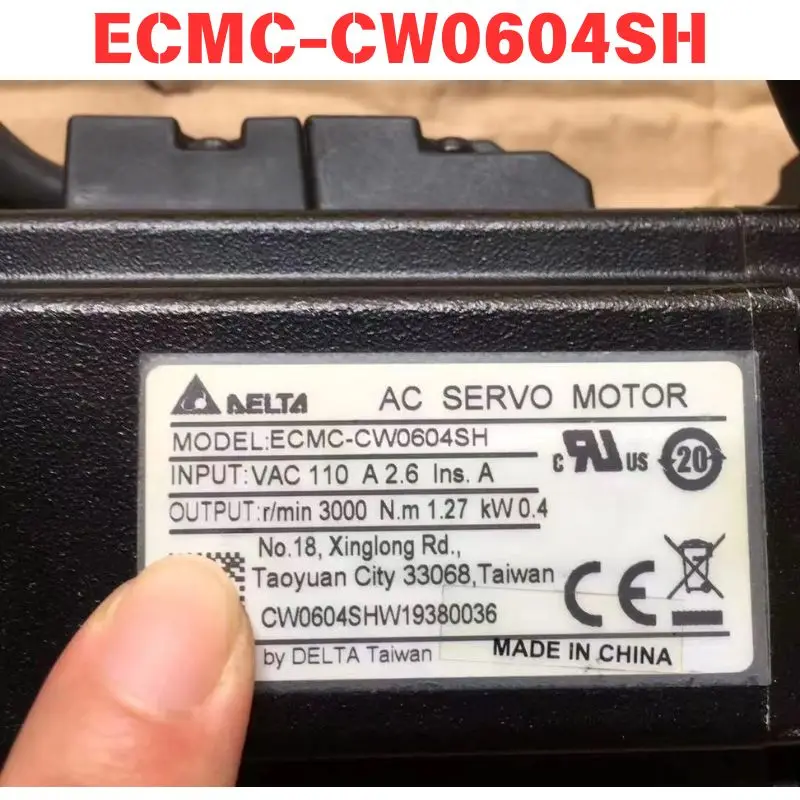 ECMC-CW0604SH
DELTA AC SERVO MOTOR
MODEL:ECMC-CW0604SH
INPUT:VAC 110 A 2.6 Ins. A
OUTPUT:r/min 3000 N.m 1.27 kW 0.4
c RU US 20
No.18, Xinglong Rd.,
Taoyuan City 33068,Taiwan
CW0604SHW19380036
CE
by DELTA Taiwan MADE IN CHINA